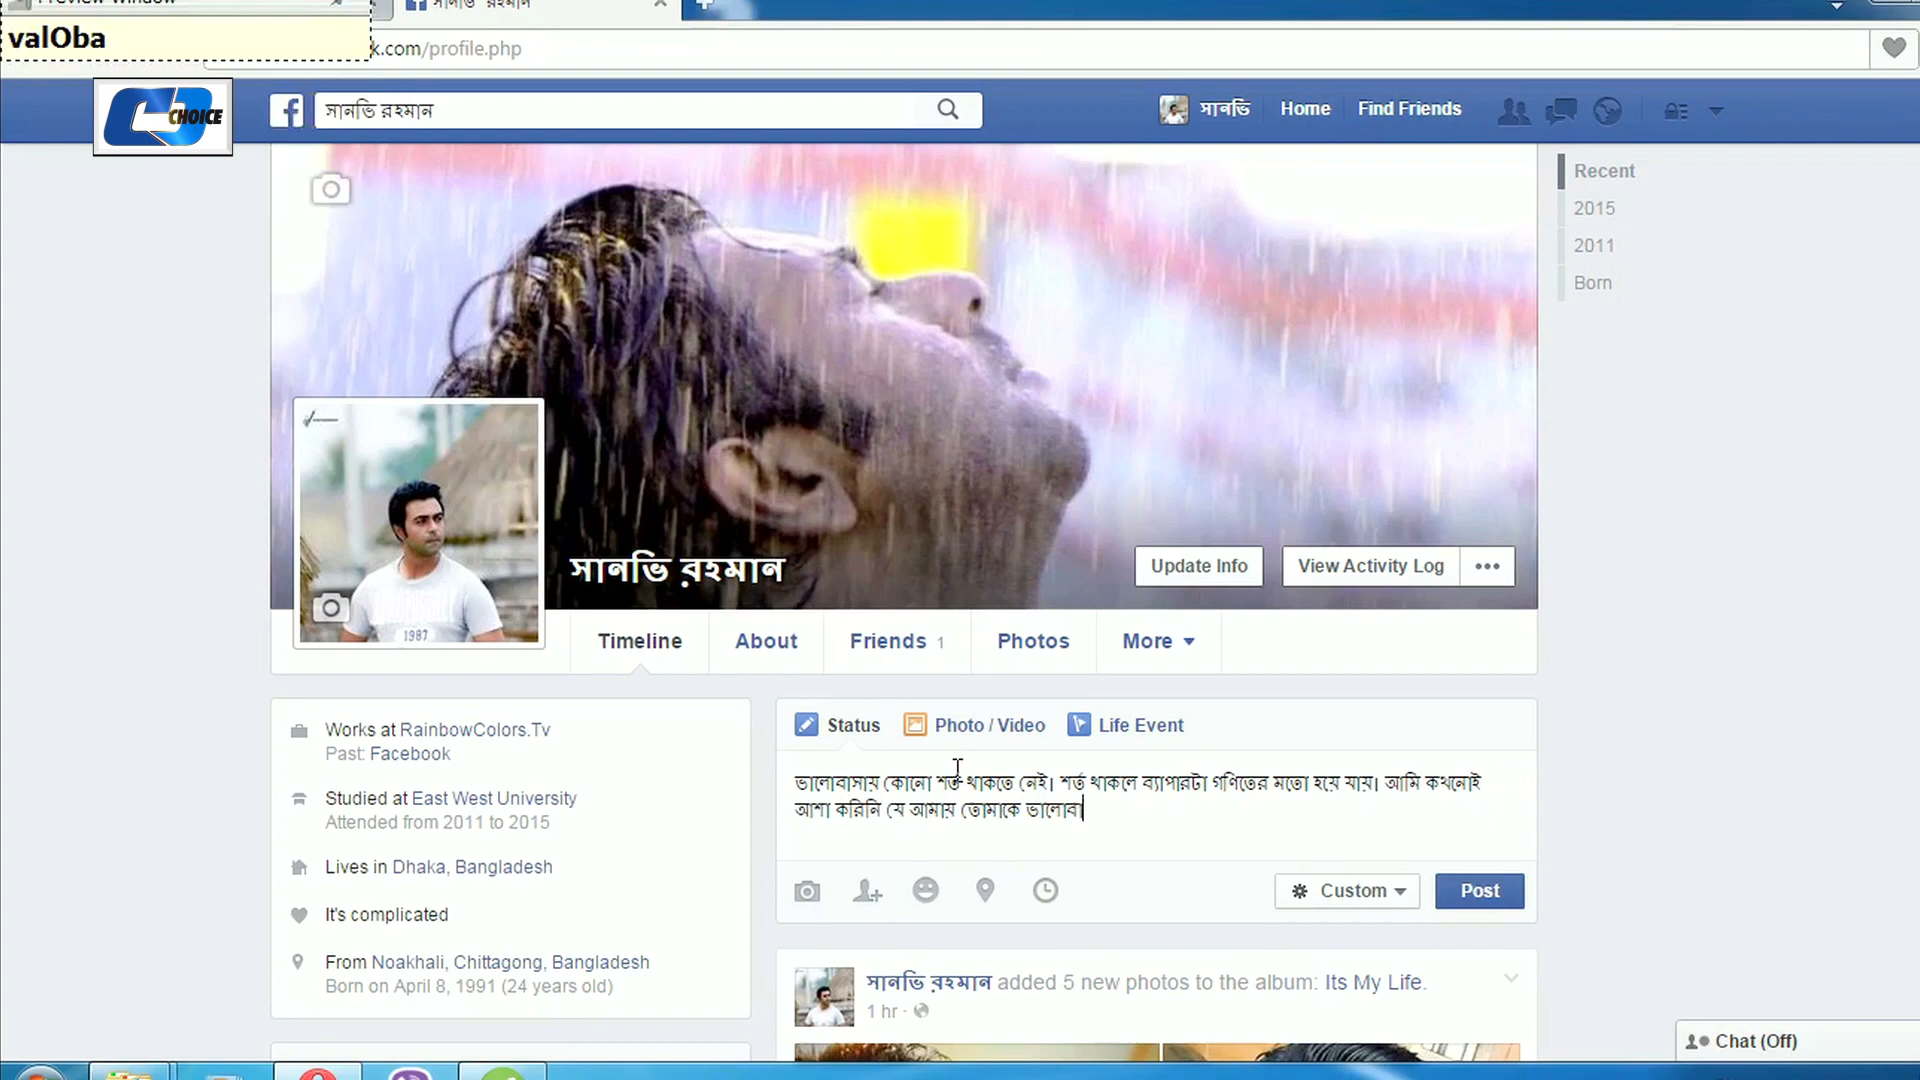 Preview Window
সানভি রহমান
valOba
k.com/profile.php
CHOICE
সানভি রহমান
সানভি
Home
Find Friends
Recent
2015
2011
Born
সানভি রহমান
Update Info
View Activity Log
1987
Timeline
About
Friends 1
Photos
More
Works at RainbowColors.Tv
Past: Facebook
Studied at East West University
Attended from 2011 to 2015
Lives in Dhaka, Bangladesh
It's complicated
From Noakhali, Chittagong, Bangladesh
Born on April 8, 1991 (24 years old)
Status
Photo / Video
Life Event
ভালোবাসায় কোনো শর্ত থাকতে নেই। শর্ত থাকলে ব্যাপারটা গণিতের মতো হয়ে যায়। আমি কখনোই
আশা করিনি যে আমায় তোমাকে ভালোবা
Custom
Post
সানভি রহমান added 5 new photos to the album: Its My Life.
1 hr ·
Chat (Off)